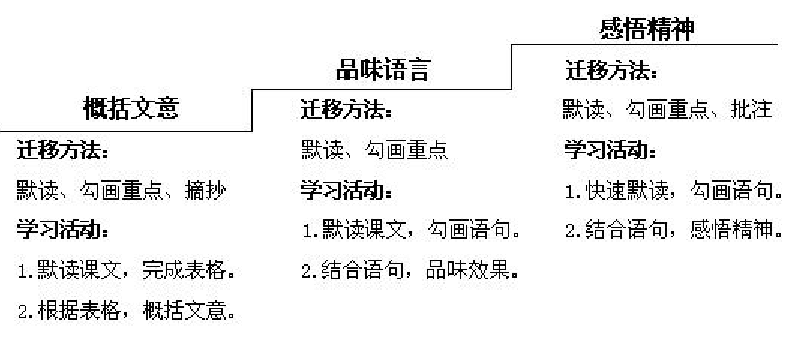 概括文意
迁移方法：
默读、勾画重点、摘抄
学习活动：
1.默读课文，完成表格。
2.根据表格，概括文意。
品味语言
迁移方法：
默读、勾画重点
学习活动：
1.默读课文，勾画语句。
2.结合语句，品味效果。
感悟精神
迁移方法：
默读、勾画重点、批注
学习活动：
1.快速默读，勾画语句。
2.结合语句，感悟精神。